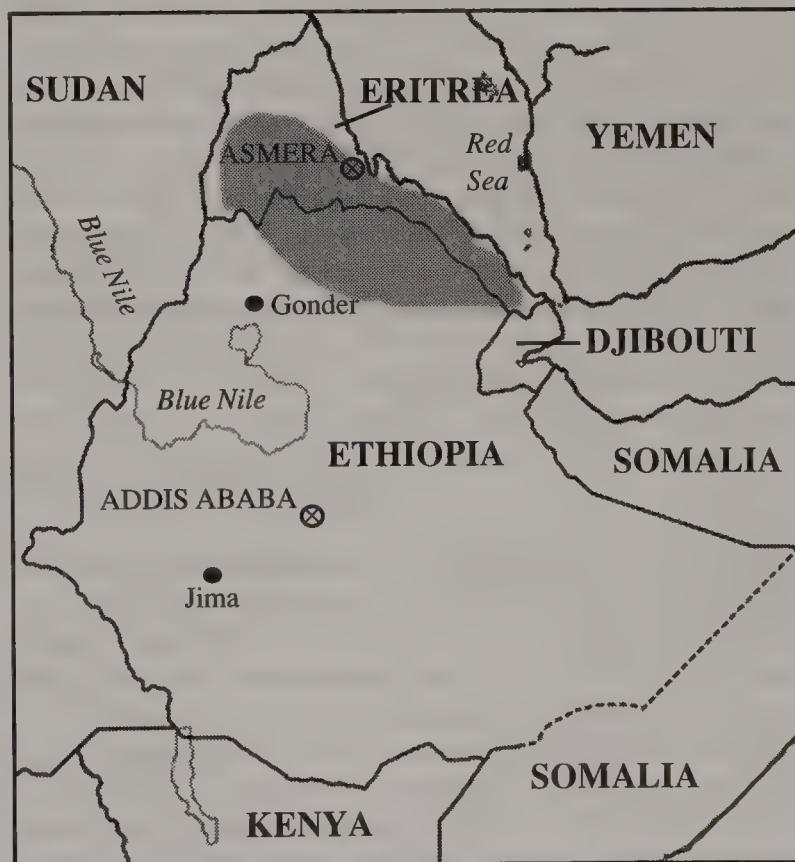 SUDAN
ERITREA
ASMERA
Red
Sea
YEMEN
Blue Nile
Gonder
DJIBOUTI
Blue Nile
ETHIOPIA
SOMALIA
ADDIS ABABA
Jima
SOMALIA
KENYA